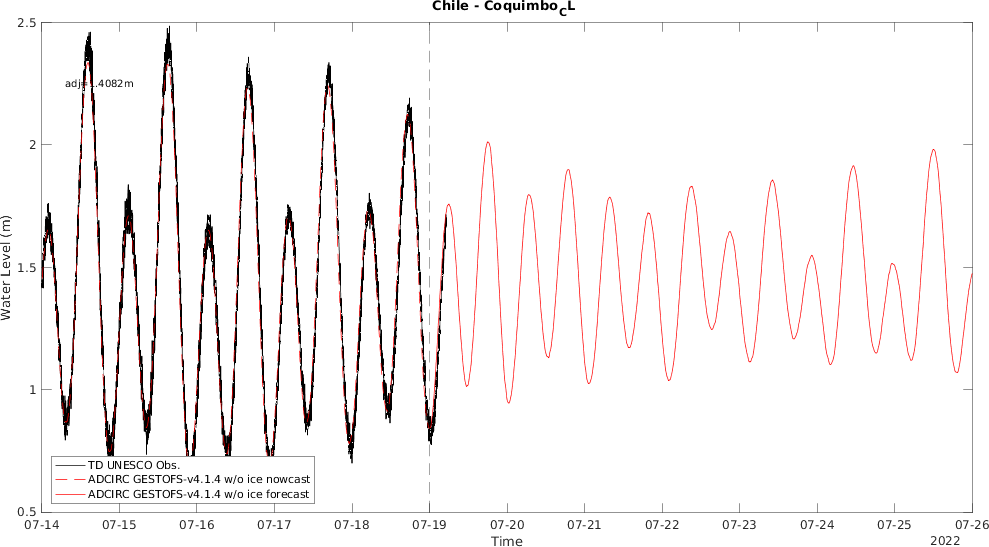 Chile - Coquimbo_CL
2.5
adj=1.4082m
2
1.5
Water Level (m)
1
TD UNESCO Obs.
ADCIRC GESTOFS-v4.1.4 w/o ice nowcast
ADCIRC GESTOFS-v4.1.4 w/o ice forecast
0.5
07-14 07-15 07-16 07-17 07-18 07-19 07-20 07-21 07-22 07-23 07-24 07-25 07-26
Time
2022